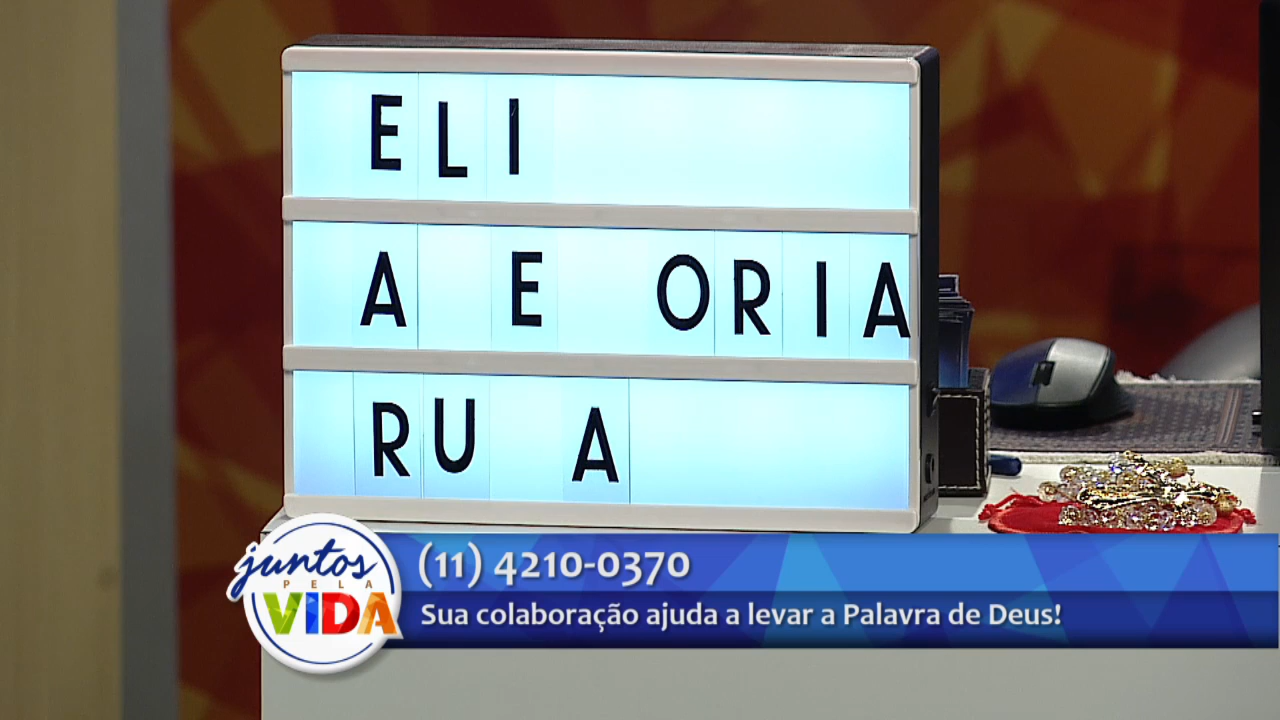 ELI
A E ORIA
RU A
juntos
PELA
VIDA
(11) 4210-0370
Sua colaboração ajuda a levar a Palavra de Deus!